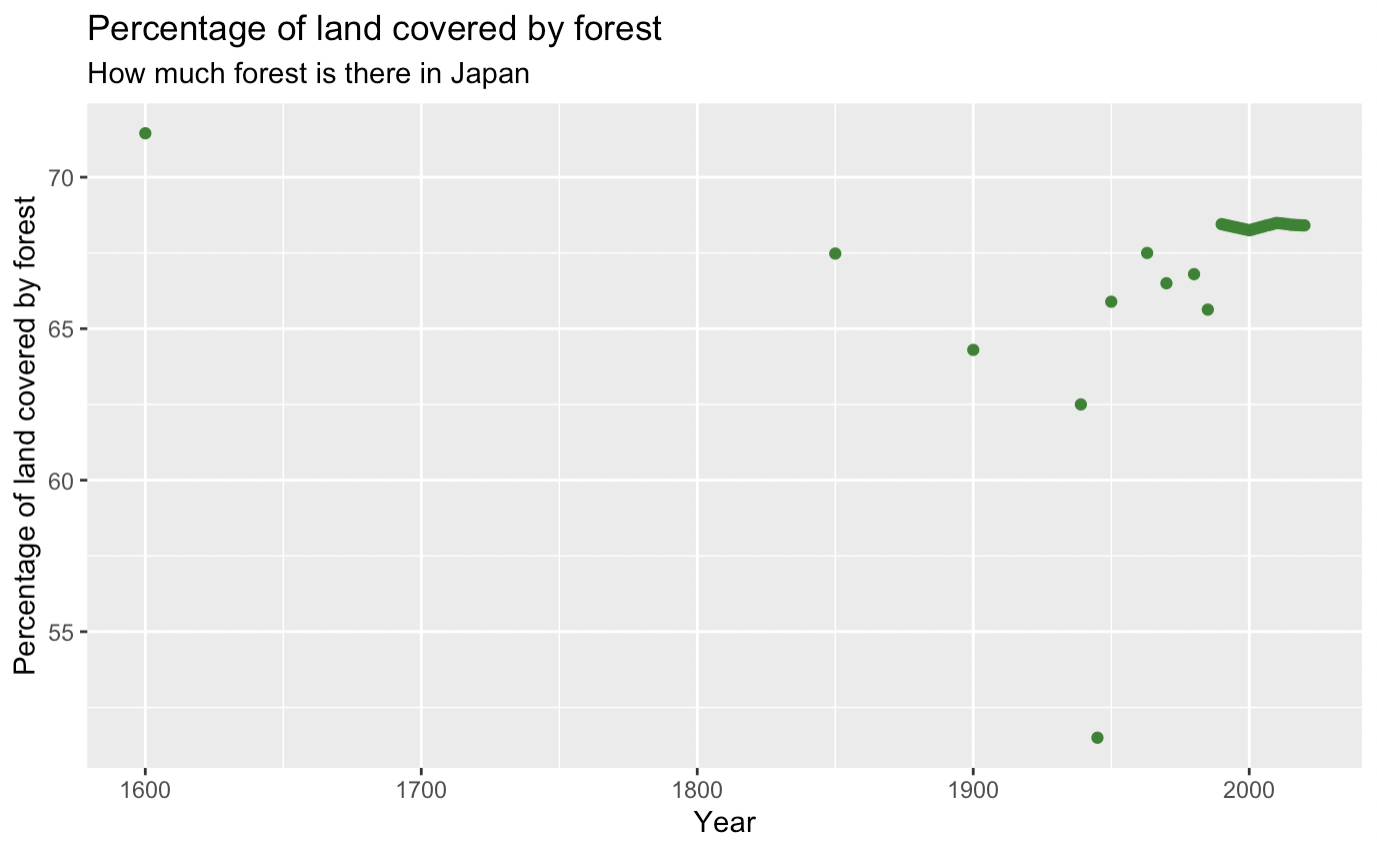 Percentage of land covered by forest
How much forest is there in Japan
Percentage of land covered by forest
70
65
60
55
1600
1700
1800
1900
2000
Year